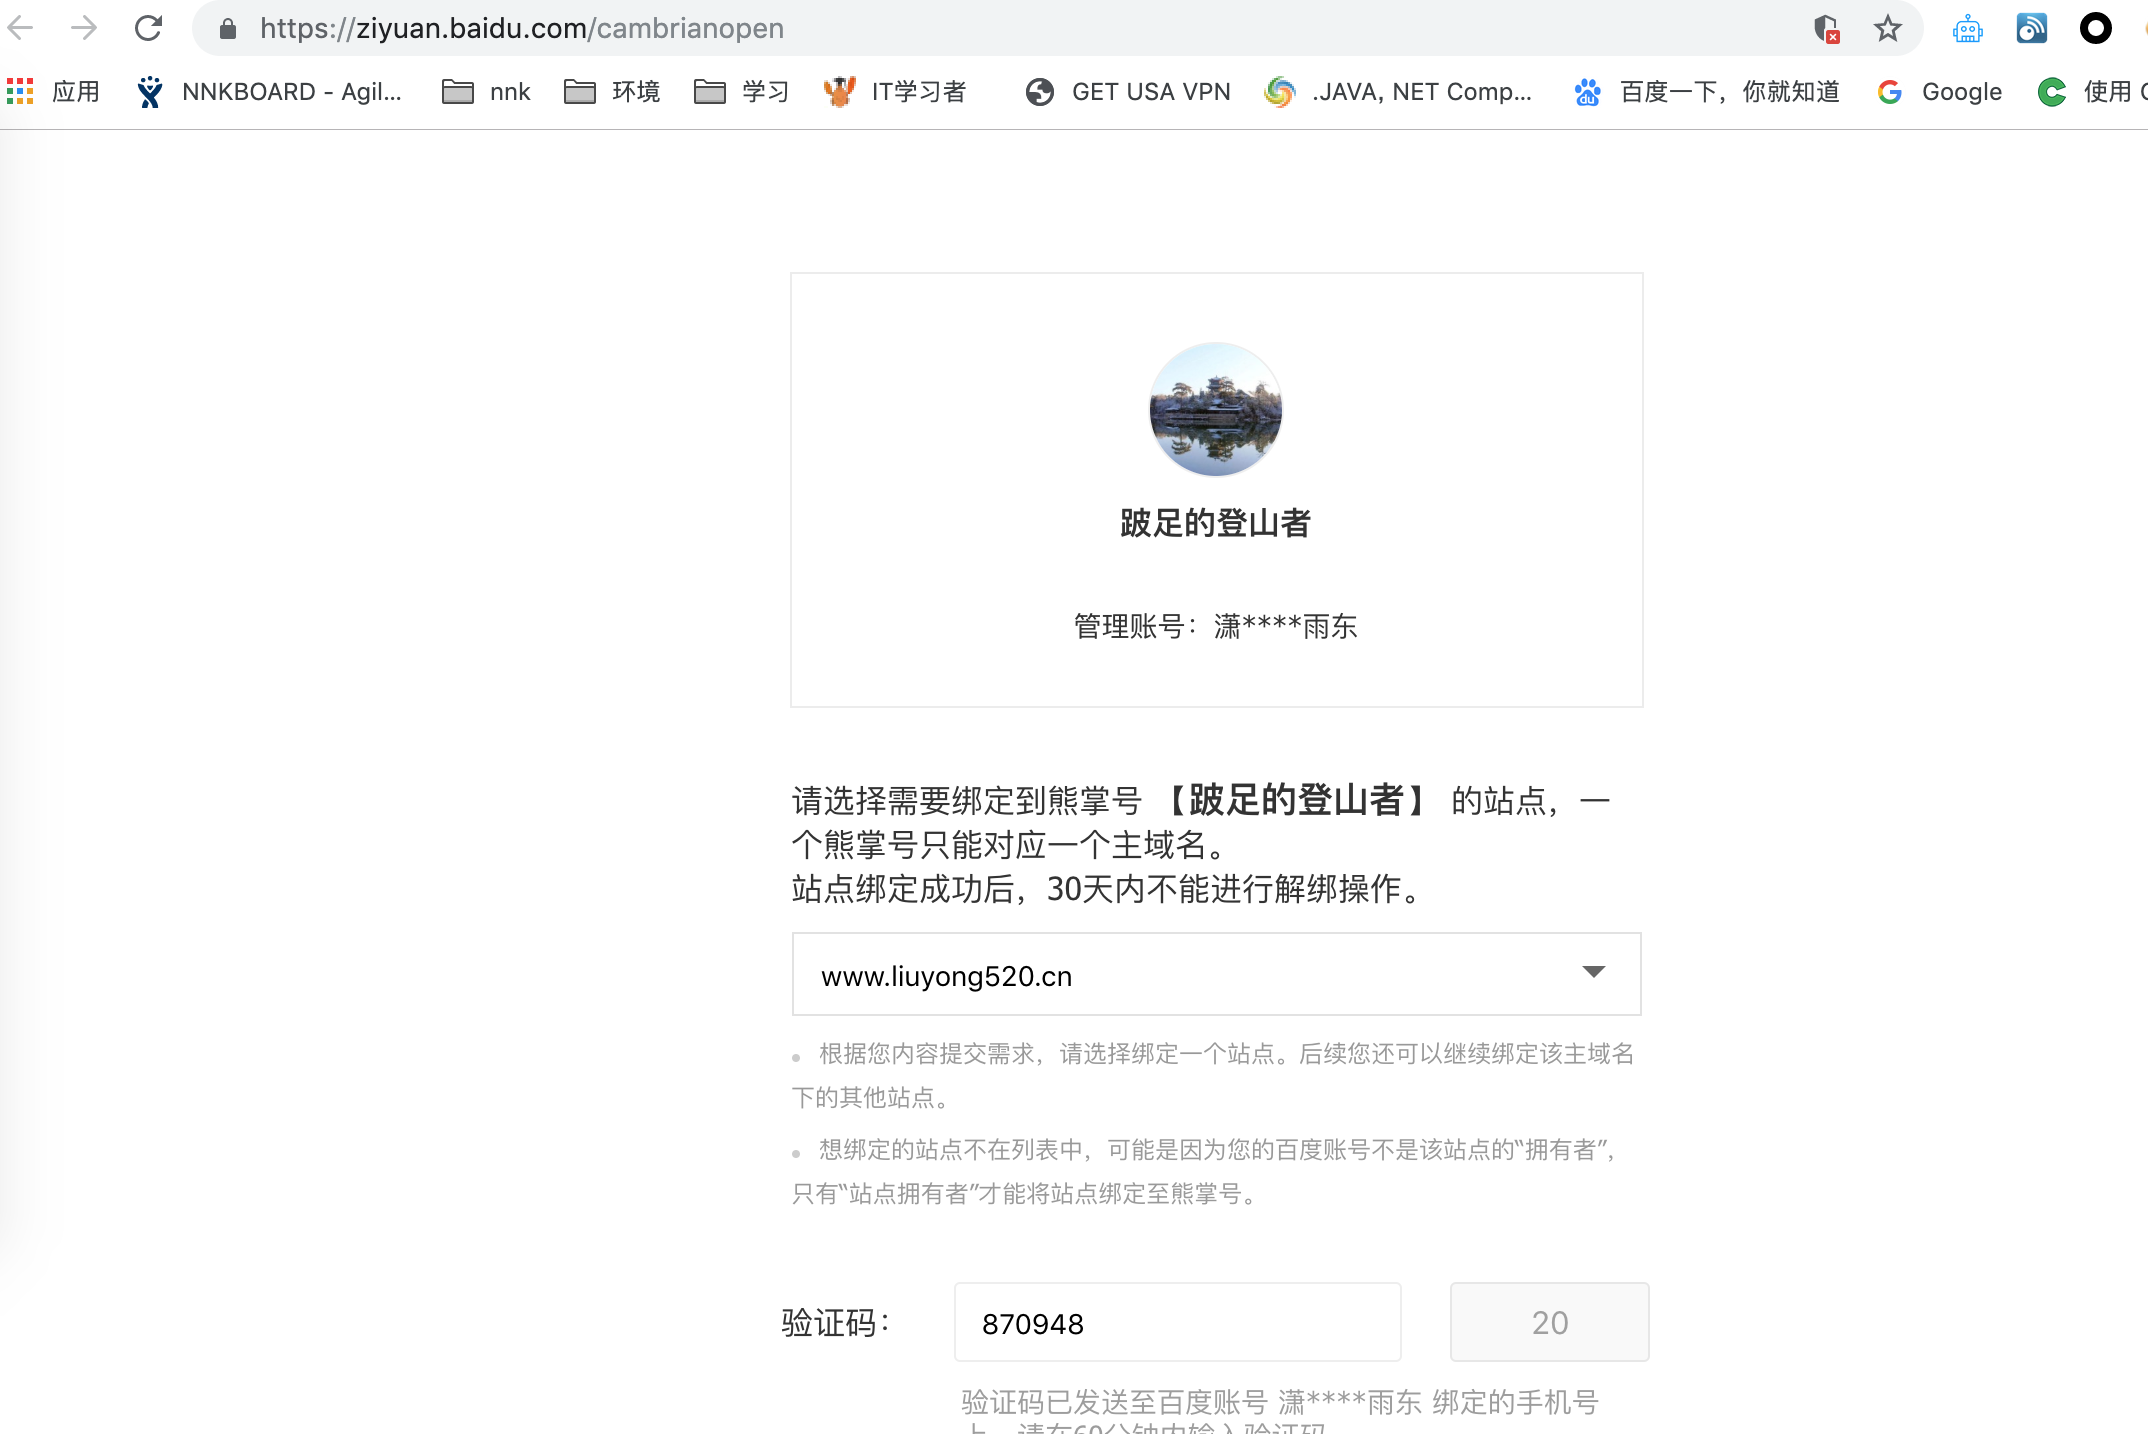 https://ziyuan.baidu.com/cambrianopen
应用 NNKBOARD - Agil... nnk 环境 学习 IT学习者 GET USA VPN .JAVA, NET Comp... 百度一下，你就知道 Google 使用
跛足的登山者
管理账号：潇****雨东
请选择需要绑定到熊掌号 【跛足的登山者】 的站点，一
个熊掌号只能对应一个主域名。
站点绑定成功后，30天内不能进行解绑操作。
www.liuyong520.cn
根据您内容提交需求，请选择绑定一个站点。后续您还可以继续绑定该主域名
下的其他站点。
想绑定的站点不在列表中，可能是因为您的百度账号不是该站点的“拥有者”，
只有“站点拥有者”才能将站点绑定至熊掌号。
验证码： 870948 20
验证码已发送至百度账号 潇****雨东 绑定的手机号
上，请在60分钟内输入验证码